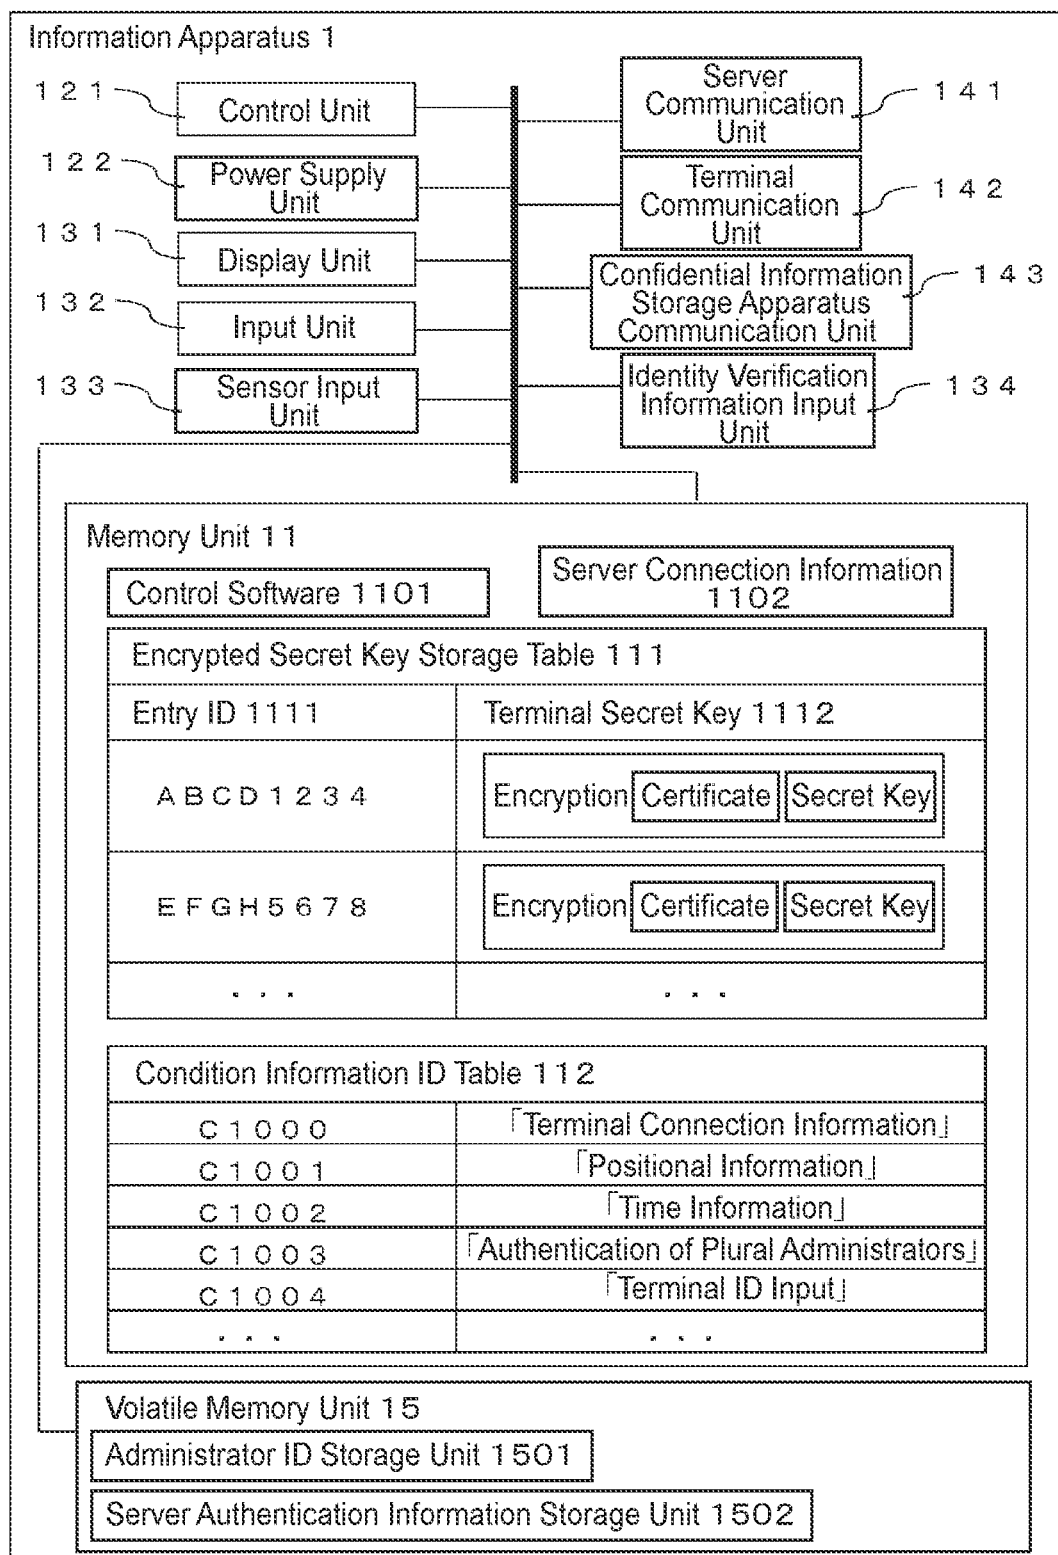 Information Apparatus 1
121
Control Unit
122
Power Supply
Unit
131
Display Unit
132
Input Unit
133
Sensor Input
Unit
Server
Communication
Unit
141
Terminal
Communication
Unit
142
Confidential Information
Storage Apparatus
Communication Unit
143
Identity Verification
Information Input
Unit
134
Memory Unit 11
Control Software 1101
Server Connection Information
1102
Encrypted Secret Key Storage Table 111
Entry ID 1111 Terminal Secret Key 1112
ABCD1234 Encryption Certificate Secret Key
EFGH5678 Encryption Certificate Secret Key
... ...
Condition Information ID Table 112
C1000 「Terminal Connection Information」
C1001 「Positional Information」
C1002 「Time Information」
C1003 「Authentication of Plural Administrators」
C1004 「Terminal ID Input」
... ...
Volatile Memory Unit 15
Administrator ID Storage Unit 1501
Server Authentication Information Storage Unit 1502